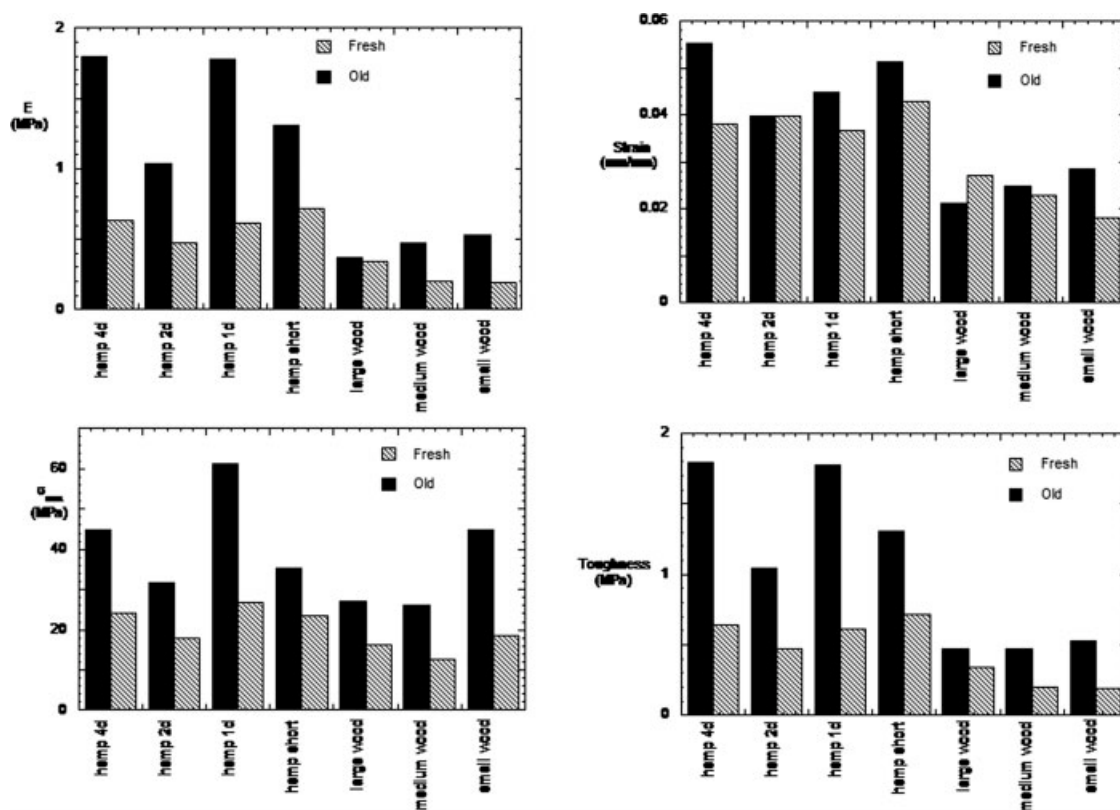 2
Fresh
Old
E
(MPa)
1
0
hemp 4d
hemp 2d
hemp 1d
hemp short
large wood
medium wood
small wood
0.06
Fresh
Old
0.04
Strain
(mm/mm)
0.02
0
hemp 4d
hemp 2d
hemp 1d
hemp short
large wood
medium wood
small wood
Fresh
Old
60
σ
(MPa)
40
20
0
hemp 4d
hemp 2d
hemp 1d
hemp short
large wood
medium wood
small wood
2
Fresh
Old
Toughness
(MPa)
1
0
hemp 4d
hemp 2d
hemp 1d
hemp short
large wood
medium wood
small wood